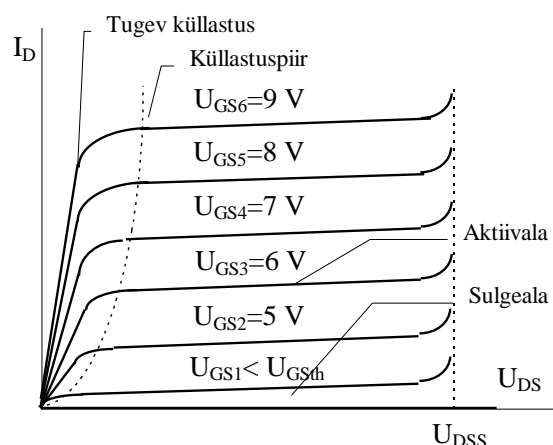 Tugev küllastus
I_D
Küllastuspiir
U_GS6=9 V
U_GS5=8 V
U_GS4=7 V
Aktiivala
U_GS3=6 V
Sulgeala
U_GS2=5 V
U_GS1< U_GSth
U_DS
U_DSS